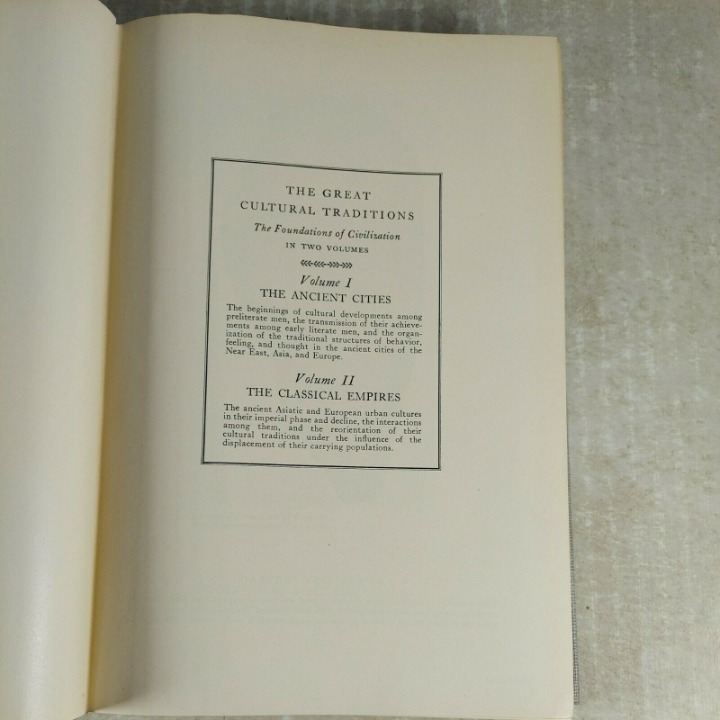 THE GREAT
CULTURAL TRADITIONS
The Foundations of Civilization
IN TWO VOLUMES
Volume I
THE ANCIENT CITIES
The beginnings of cultural developments among
preliterate men, the transmission of their achieve-
ments among early literate men, and the organ-
ization of the traditional structures of behavior,
feeling, and thought in the ancient cities of the
Near East, Asia, and Europe.
Volume II
THE CLASSICAL EMPIRES
The ancient Asiatic and European urban cultures
in their imperial phase and decline, the interactions
among them, and the reorientation of their
cultural traditions under the influence of the
displacement of their carrying populations.